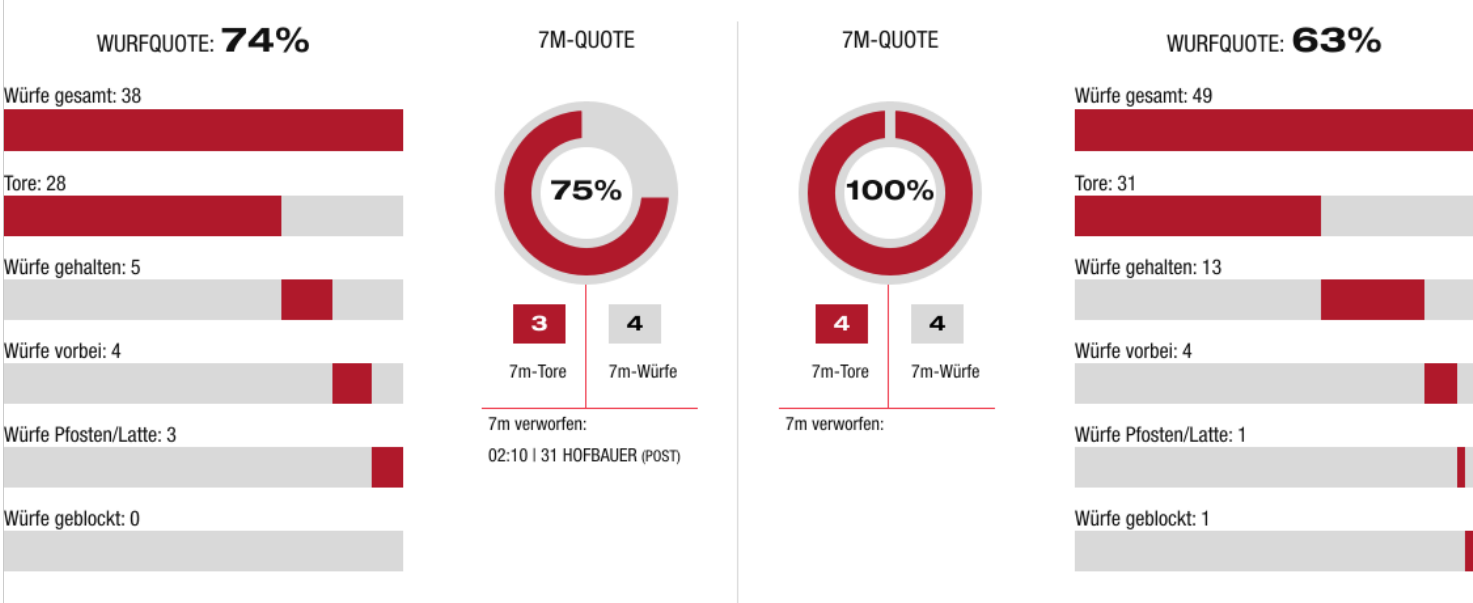 WURFQUOTE: 74%
Würfe gesamt: 38
Tore: 28
Würfe gehalten: 5
Würfe vorbei: 4
Würfe Pfosten/Latte: 3
Würfe geblockt: 0
7M-QUOTE
75%
3 4
7m-Tore 7m-Würfe
7m verworfen:
02:10 | 31 HOFBAUER (POST)
7M-QUOTE
100%
4 4
7m-Tore 7m-Würfe
7m verworfen:
WURFQUOTE: 63%
Würfe gesamt: 49
Tore: 31
Würfe gehalten: 13
Würfe vorbei: 4
Würfe Pfosten/Latte: 1
Würfe geblockt: 1